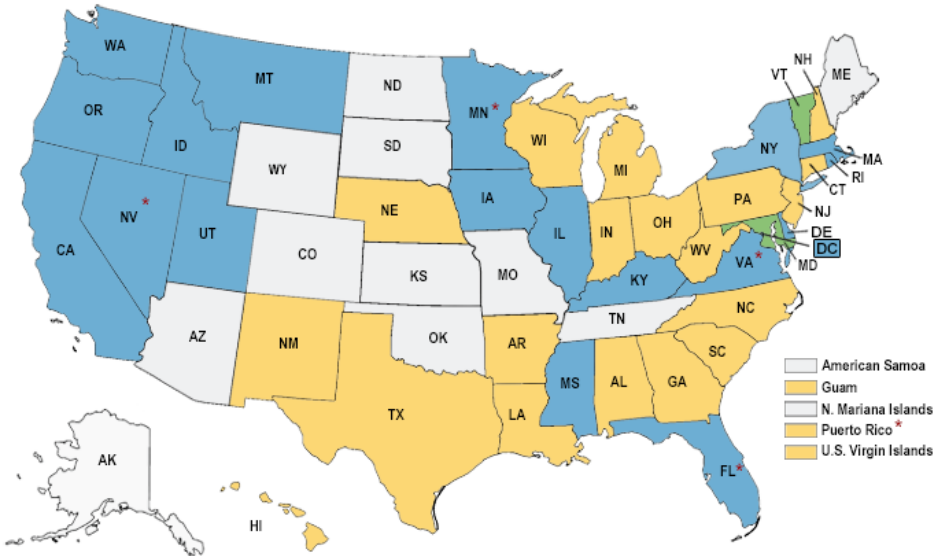 WA
MT
ND
MN*
VT
NH
ME
OR
ID
SD
WI
MI
NY
MA
RI
CT
WY
NE
IA
PA
NJ
NV*
UT
CO
IL
IN
OH
WV
DE
DC
MD
CA
KS
MO
KY
VA*
AZ
NM
OK
AR
TN
NC
SC
TX
LA
MS
AL
GA
FL*
AK
HI
American Samoa
Guam
N. Mariana Islands
Puerto Rico*
U.S. Virgin Islands